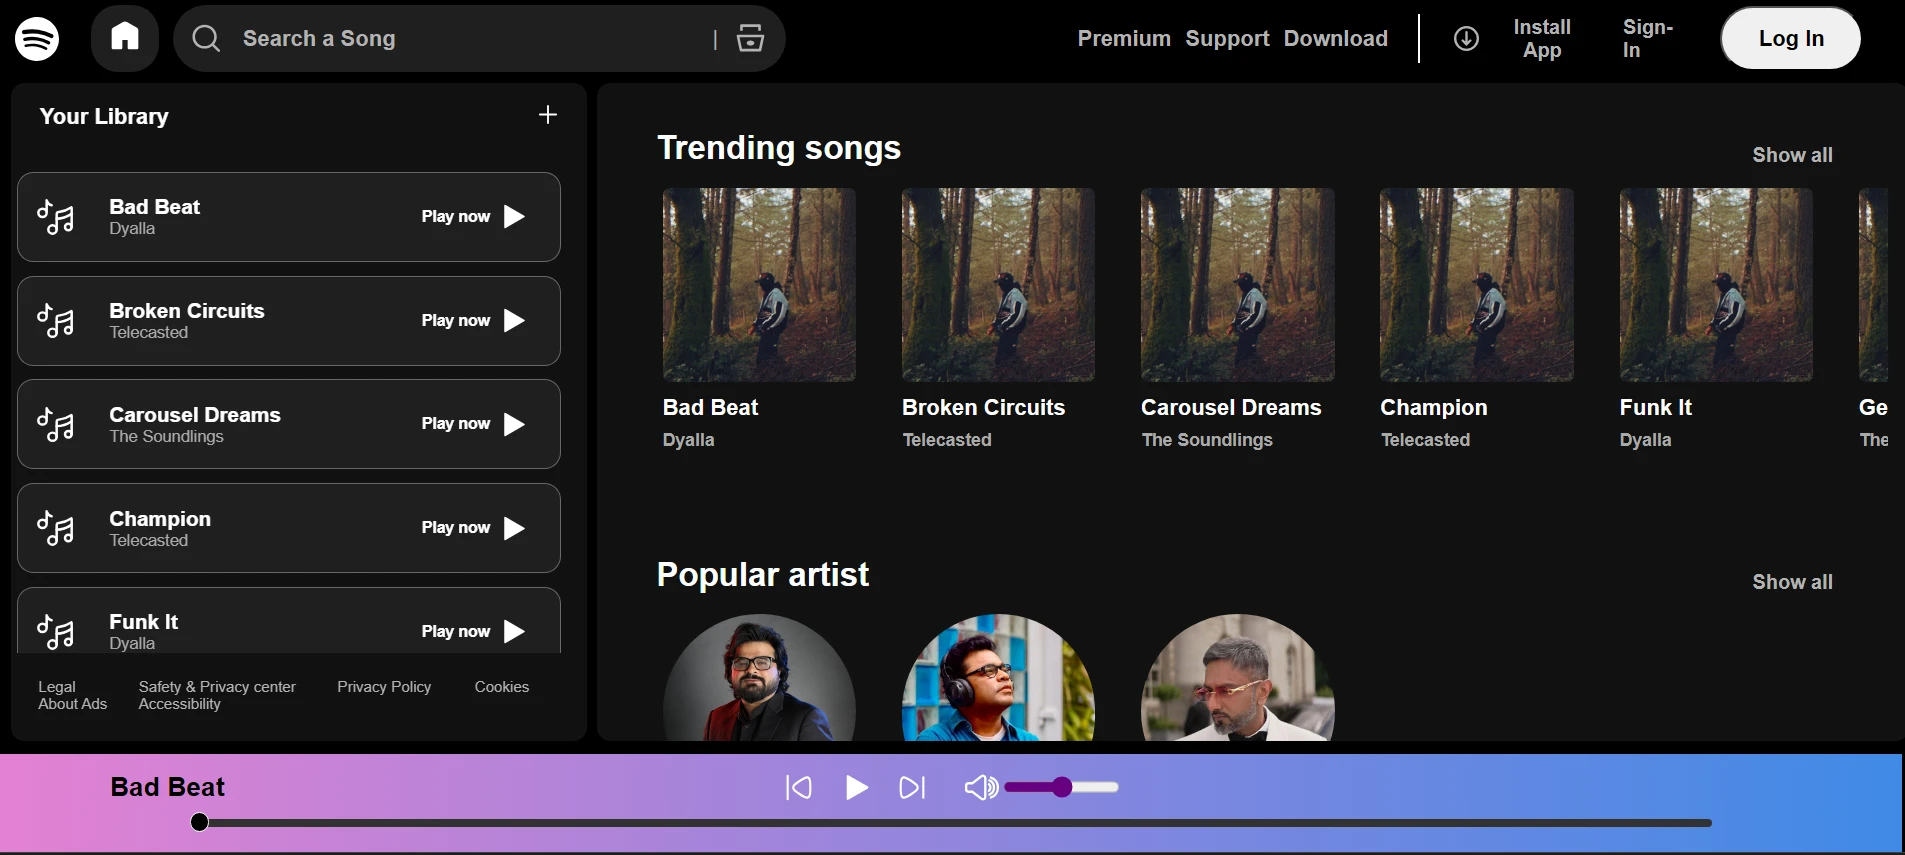 Search a Song |
Premium Support Download
Install
App
Sign-
In
Log In
Your Library
Bad Beat
Dyalla
Play now
Broken Circuits
Telecasted
Play now
Carousel Dreams
The Soundlings
Play now
Champion
Telecasted
Play now
Funk It
Dyalla
Play now
Legal
About Ads
Safety & Privacy center
Accessibility
Privacy Policy
Cookies
Trending songs
Show all
Bad Beat
Dyalla
Broken Circuits
Telecasted
Carousel Dreams
The Soundlings
Champion
Telecasted
Funk It
Dyalla
Ge
The
Popular artist
Show all
Bad Beat